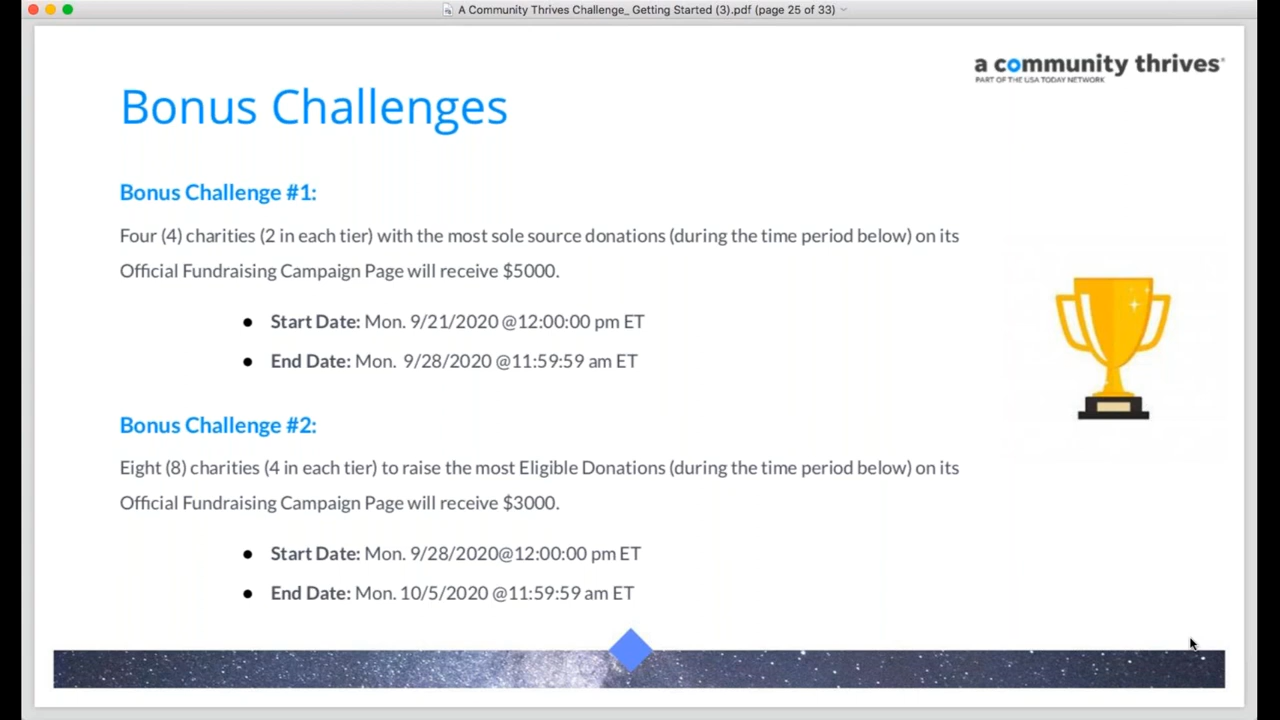 A Community Thrives Challenge_ Getting Started (3).pdf (page 25 of 33)
a community thrives®
PART OF THE USA TODAY NETWORK
Bonus Challenges
Bonus Challenge #1:
Four (4) charities (2 in each tier) with the most sole source donations (during the time period below) on its
Official Fundraising Campaign Page will receive $5000.
● Start Date: Mon. 9/21/2020 @12:00:00 pm ET
● End Date: Mon. 9/28/2020 @11:59:59 am ET
Bonus Challenge #2:
Eight (8) charities (4 in each tier) to raise the most Eligible Donations (during the time period below) on its
Official Fundraising Campaign Page will receive $3000.
● Start Date: Mon. 9/28/2020@12:00:00 pm ET
● End Date: Mon. 10/5/2020 @11:59:59 am ET